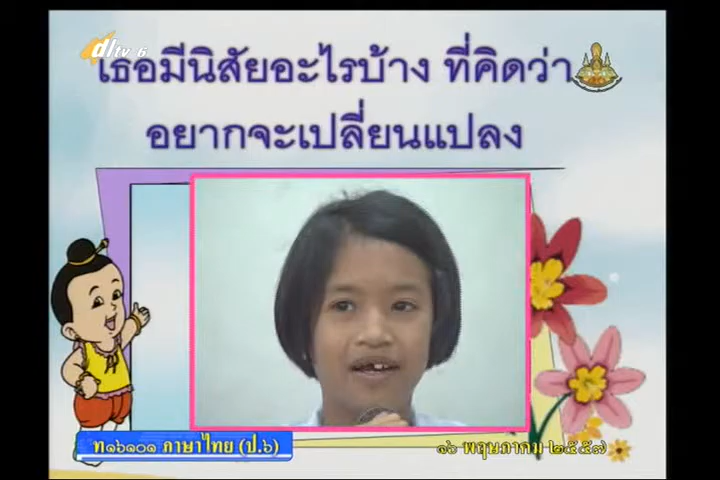 dltv-6
เธอมีนิสัยอะไรบ้าง ที่คิดว่า
อยากจะเปลี่ยนแปลง
ท๑๖๑๐๑ ภาษาไทย (ป.๖)
๑๖ พฤษภาคม ๒๕๕๗